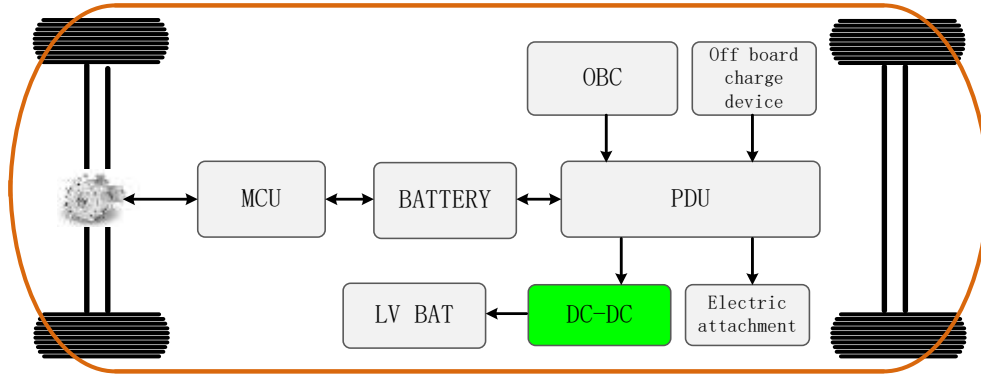 OBC
Off board
charge
device
MCU
BATTERY
PDU
LV BAT
DC-DC
Electric
attachment